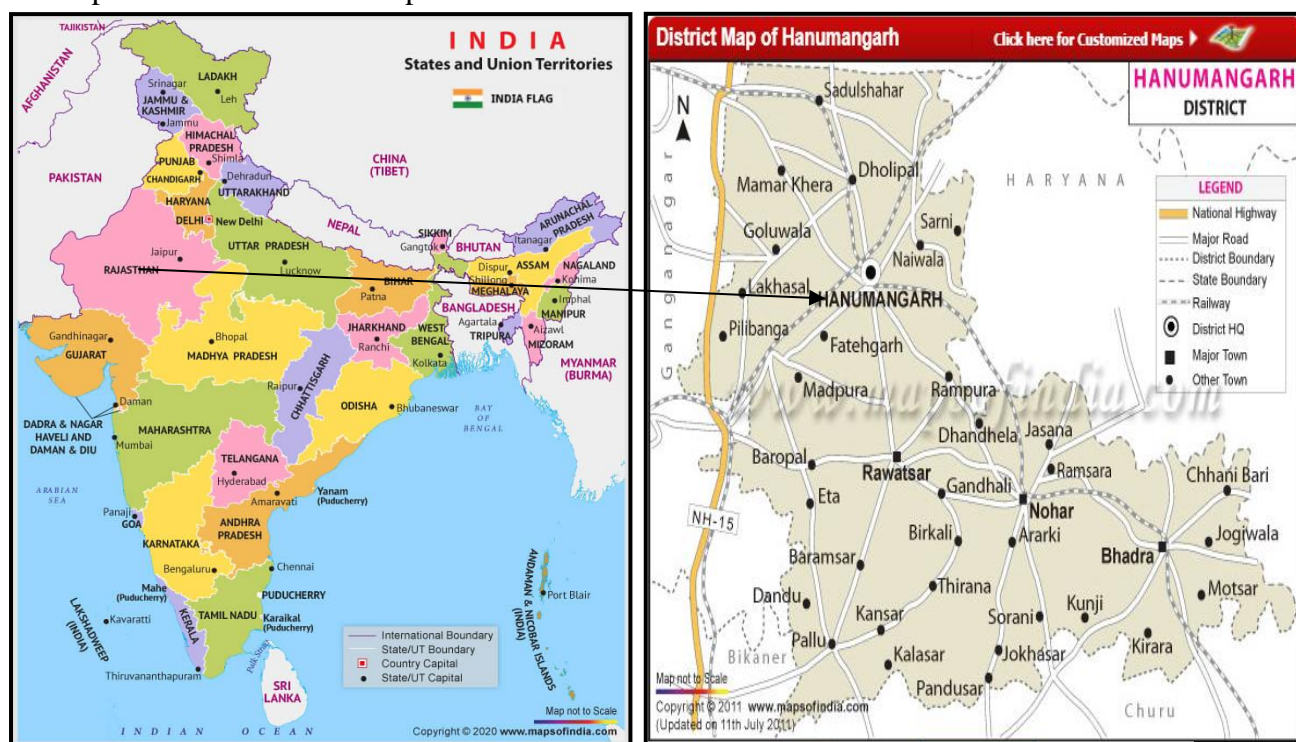 I N D I A
States and Union Territories
INDIA FLAG
TAJIKISTAN
AFGHANISTAN
PAKISTAN
CHINA
(TIBET)
NEPAL
BHUTAN
BANGLADESH
MYANMAR
(BURMA)
SRI
LANKA
LADAKH
Leh
Srinagar
JAMMU &
KASHMIR
Jammu
HIMACHAL
PRADESH
Shimla
PUNJAB
CHANDIGARH
Dehradun
UTTARAKHAND
HARYANA
DELHI
New Delhi
Jaipur
RAJASTHAN
UTTAR PRADESH
Lucknow
SIKKIM
Gangtok
ARUNACHAL
PRADESH
Itanagar
Dispur
ASSAM
NAGALAND
Kohima
Shillong
MEGHALAYA
Imphal
MANIPUR
Agartala
TRIPURA
Aizawl
MIZORAM
BIHAR
Patna
JHARKHAND
Ranchi
WEST
BENGAL
Kolkata
Gandhinagar
GUJARAT
Bhopal
MADHYA PRADESH
Raipur
CHHATTISGARH
ODISHA
Bhubaneswar
Daman
DADRA & NAGAR
HAVELI AND
DAMAN & DIU
Mumbai
MAHARASHTRA
TELANGANA
Hyderabad
Amaravati
Yanam
(Puducherry)
BAY
OF
BENGAL
ARABIAN
SEA
Panaji
GOA
KARNATAKA
ANDHRA
PRADESH
Bengaluru
Chennai
Mahe
(Puducherry)
PUDUCHERRY
TAMIL NADU
Karaikal
(Puducherry)
KERALA
LAKSHADWEEP
(INDIA)
Kavaratti
Thiruvananthapuram
Palk Strait
ANDAMAN & NICOBAR ISLANDS
(INDIA)
Port Blair
International Boundary
State/UT Boundary
Country Capital
State/UT Capital
Map not to Scale
I N D I A N O C E A N
Copyright © 2020 www.mapsofindia.com
District Map of Hanumangarh
Click here for Customized Maps
HANUMANGARH
DISTRICT
N
LEGEND
National Highway
Major Road
District Boundary
State Boundary
Railway
District HQ
Major Town
Other Town
Ganganagar
HARYANA
Sadulshahar
Dholipal
Mamar Khera
Sarni
Goluwala
Naiwala
Lakhasal
HANUMANGARH
Pilibanga
Fatehgarh
Madpura
Rampura
www.mapsofindia.com
Dhandhela
Jasana
Baropal
Rawatsar
Ramsara
Chhani Bari
Gandhali
Eta
Nohar
NH-15
Birkali
Ararki
Bhadra
Jogiwala
Baramsar
Thirana
Motsar
Dandu
Kansar
Sorani
Kunji
Pallu
Kirara
Bikaner
Kalasar
Jokhasar
Pandusar
Churu
Map not to Scale
Copyright © 2011 www.mapsofindia.com
(Updated on 11th July 2011)